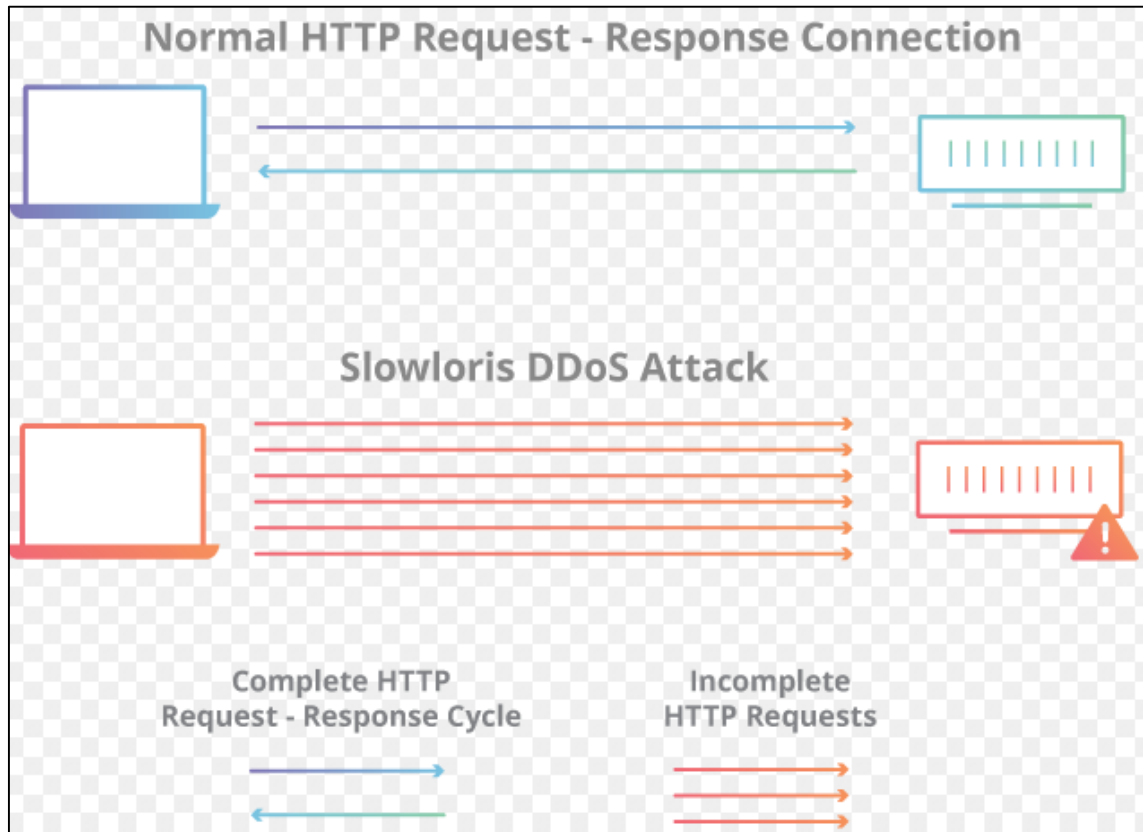 Normal HTTP Request - Response Connection
Slowloris DDoS Attack
Complete HTTP
Request - Response Cycle
Incomplete
HTTP Requests